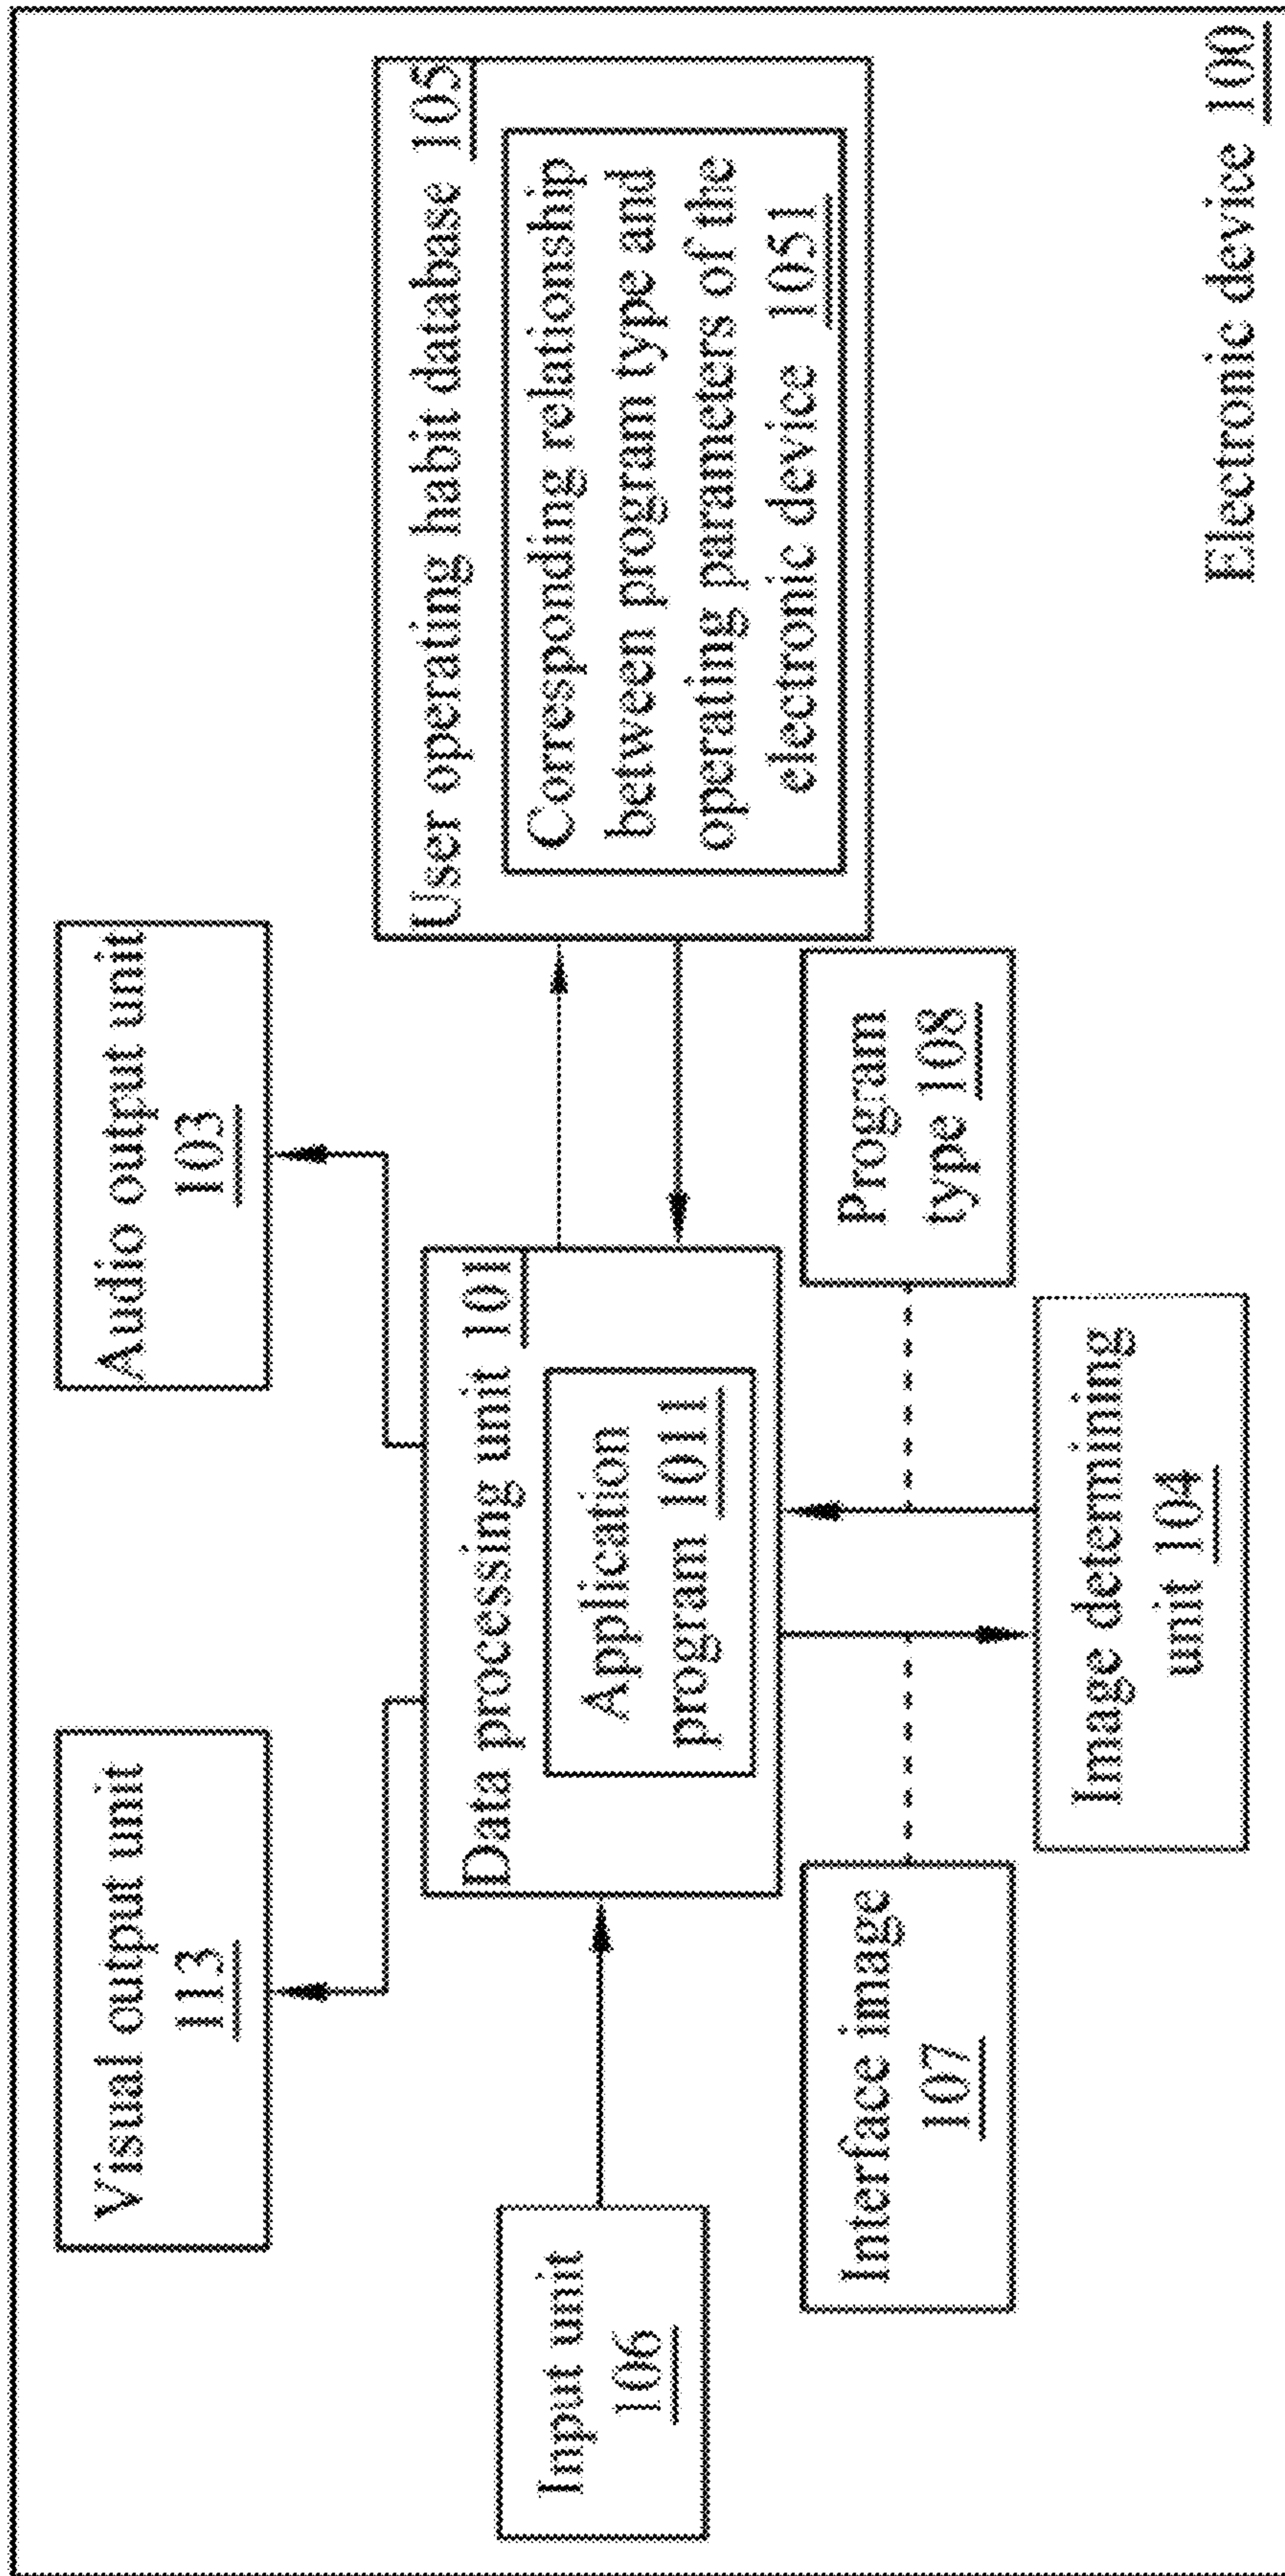 Visual output unit
113
Audio output unit
103
Input unit
106
Data processing unit 101
Application
program 1011
User operating habit database 105
Corresponding relationship
between program type and
operating parameters of the
electronic device 1051
Interface image
107
Program
type 108
Image determining
unit 104
Electronic device 100